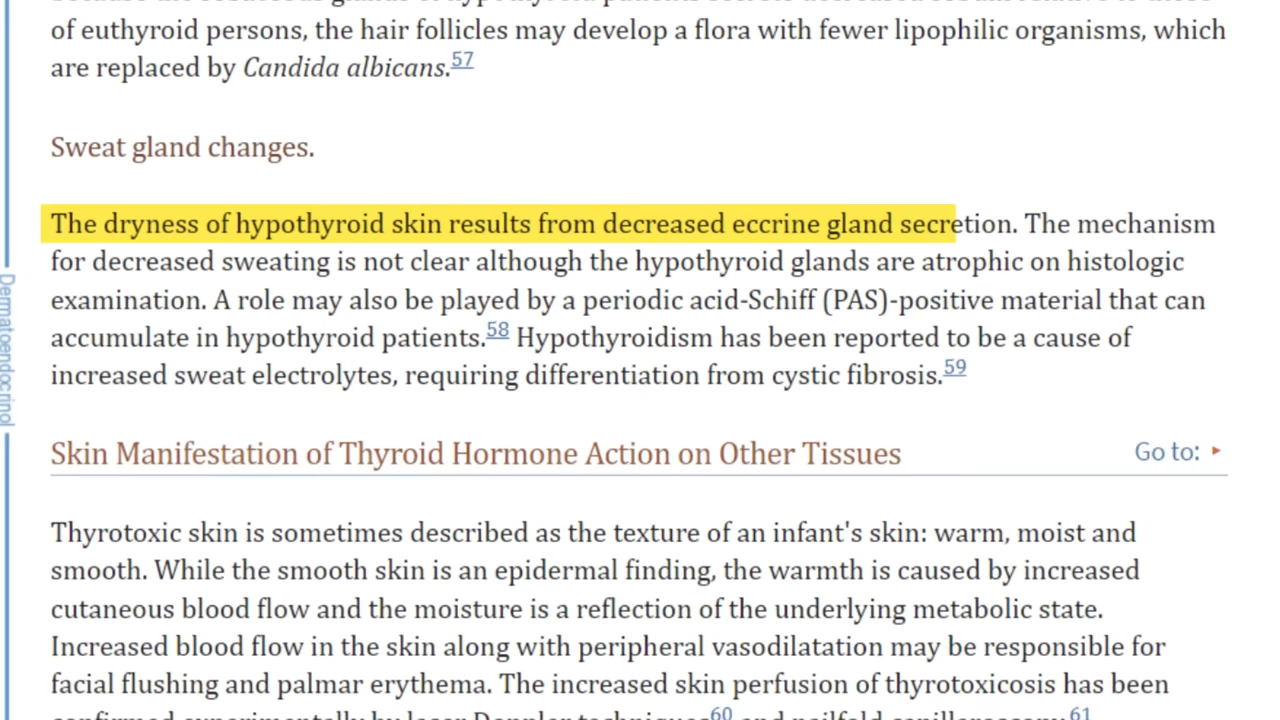 of euthyroid persons, the hair follicles may develop a flora with fewer lipophilic organisms, which
are replaced by Candida albicans.57
Sweat gland changes.
The dryness of hypothyroid skin results from decreased eccrine gland secretion. The mechanism
for decreased sweating is not clear although the hypothyroid glands are atrophic on histologic
examination. A role may also be played by a periodic acid-Schiff (PAS)-positive material that can
accumulate in hypothyroid patients.58 Hypothyroidism has been reported to be a cause of
increased sweat electrolytes, requiring differentiation from cystic fibrosis.59
Dermatoendocrinol
Skin Manifestation of Thyroid Hormone Action on Other Tissues Go to:
Thyrotoxic skin is sometimes described as the texture of an infant's skin: warm, moist and
smooth. While the smooth skin is an epidermal finding, the warmth is caused by increased
cutaneous blood flow and the moisture is a reflection of the underlying metabolic state.
Increased blood flow in the skin along with peripheral vasodilatation may be responsible for
facial flushing and palmar erythema. The increased skin perfusion of thyrotoxicosis has been
60 and 61